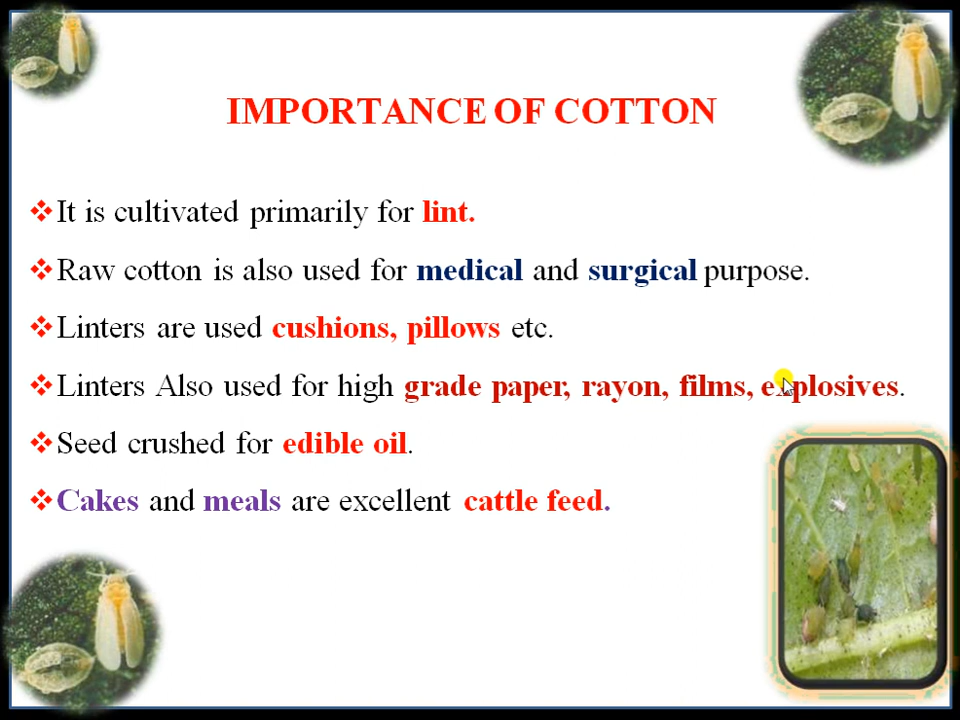 IMPORTANCE OF COTTON
❖It is cultivated primarily for lint.
❖Raw cotton is also used for medical and surgical purpose.
❖Linters are used cushions, pillows etc.
❖Linters Also used for high grade paper, rayon, films, explosives.
❖Seed crushed for edible oil.
❖Cakes and meals are excellent cattle feed.